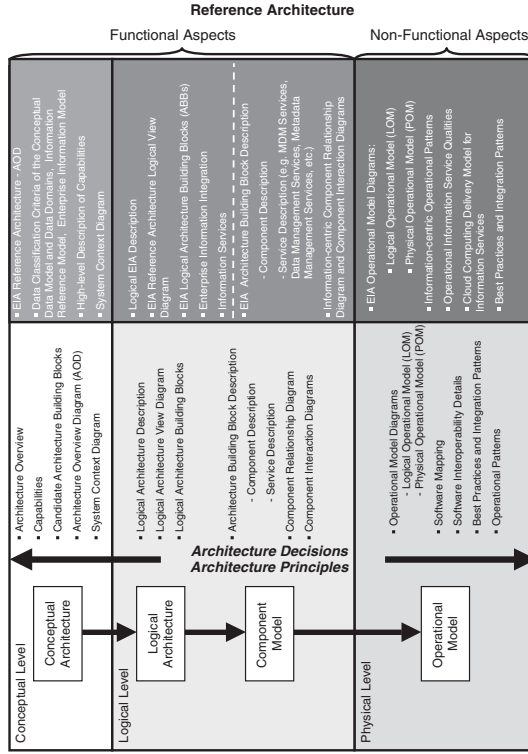 Reference Architecture
Functional Aspects
Non-Functional Aspects
▪ EIA Reference Architecture - AOD
▪ Data Classification Criteria of the Conceptual
Data Model and Data Domains, Information
Reference Model, Enterprise Information Model
▪ High-level Description of Capabilities
▪ System Context Diagram
▪ Logical EIA Description
▪ EIA Reference Architecture Logical View
Diagram
▪ EIA Logical Architecture Building Blocks (ABBs)
▪ Enterprise Information Integration
▪ Information Services
▪ EIA Architecture Building Block Description
- Component Description
- Service Description (e.g. MDM Services,
Data Management Services, Metadata
Management Services, etc.)
▪ Information-centric Component Relationship
Diagram and Component Interaction Diagrams
▪ EIA Operational Model Diagrams:
▪ Logical Operational Model (LOM)
▪ Physical Operational Model (POM)
▪ Information-centric Operational Patterns
▪ Operational Information Service Qualities
▪ Cloud Computing Delivery Model for
Information Services
▪ Best Practices and Integration Patterns
▪ Architecture Overview
▪ Capabilities
▪ Candidate Architecture Building Blocks
▪ Architecture Overview Diagram (AOD)
▪ System Context Diagram
▪ Logical Architecture Description
▪ Logical Architecture View Diagram
▪ Logical Architecture Building Blocks
▪ Architecture Building Block Description
- Component Description
- Service Description
▪ Component Relationship Diagram
▪ Component Interaction Diagrams
▪ Operational Model Diagrams
- Logical Operational Model (LOM)
- Physical Operational Model (POM)
▪ Software Mapping
▪ Software Interoperability Details
▪ Best Practices and Integration Patterns
▪ Operational Patterns
Architecture Decisions
Architecture Principles
Conceptual
Architecture
Logical
Architecture
Component
Model
Operational
Model
Conceptual Level
Logical Level
Physical Level